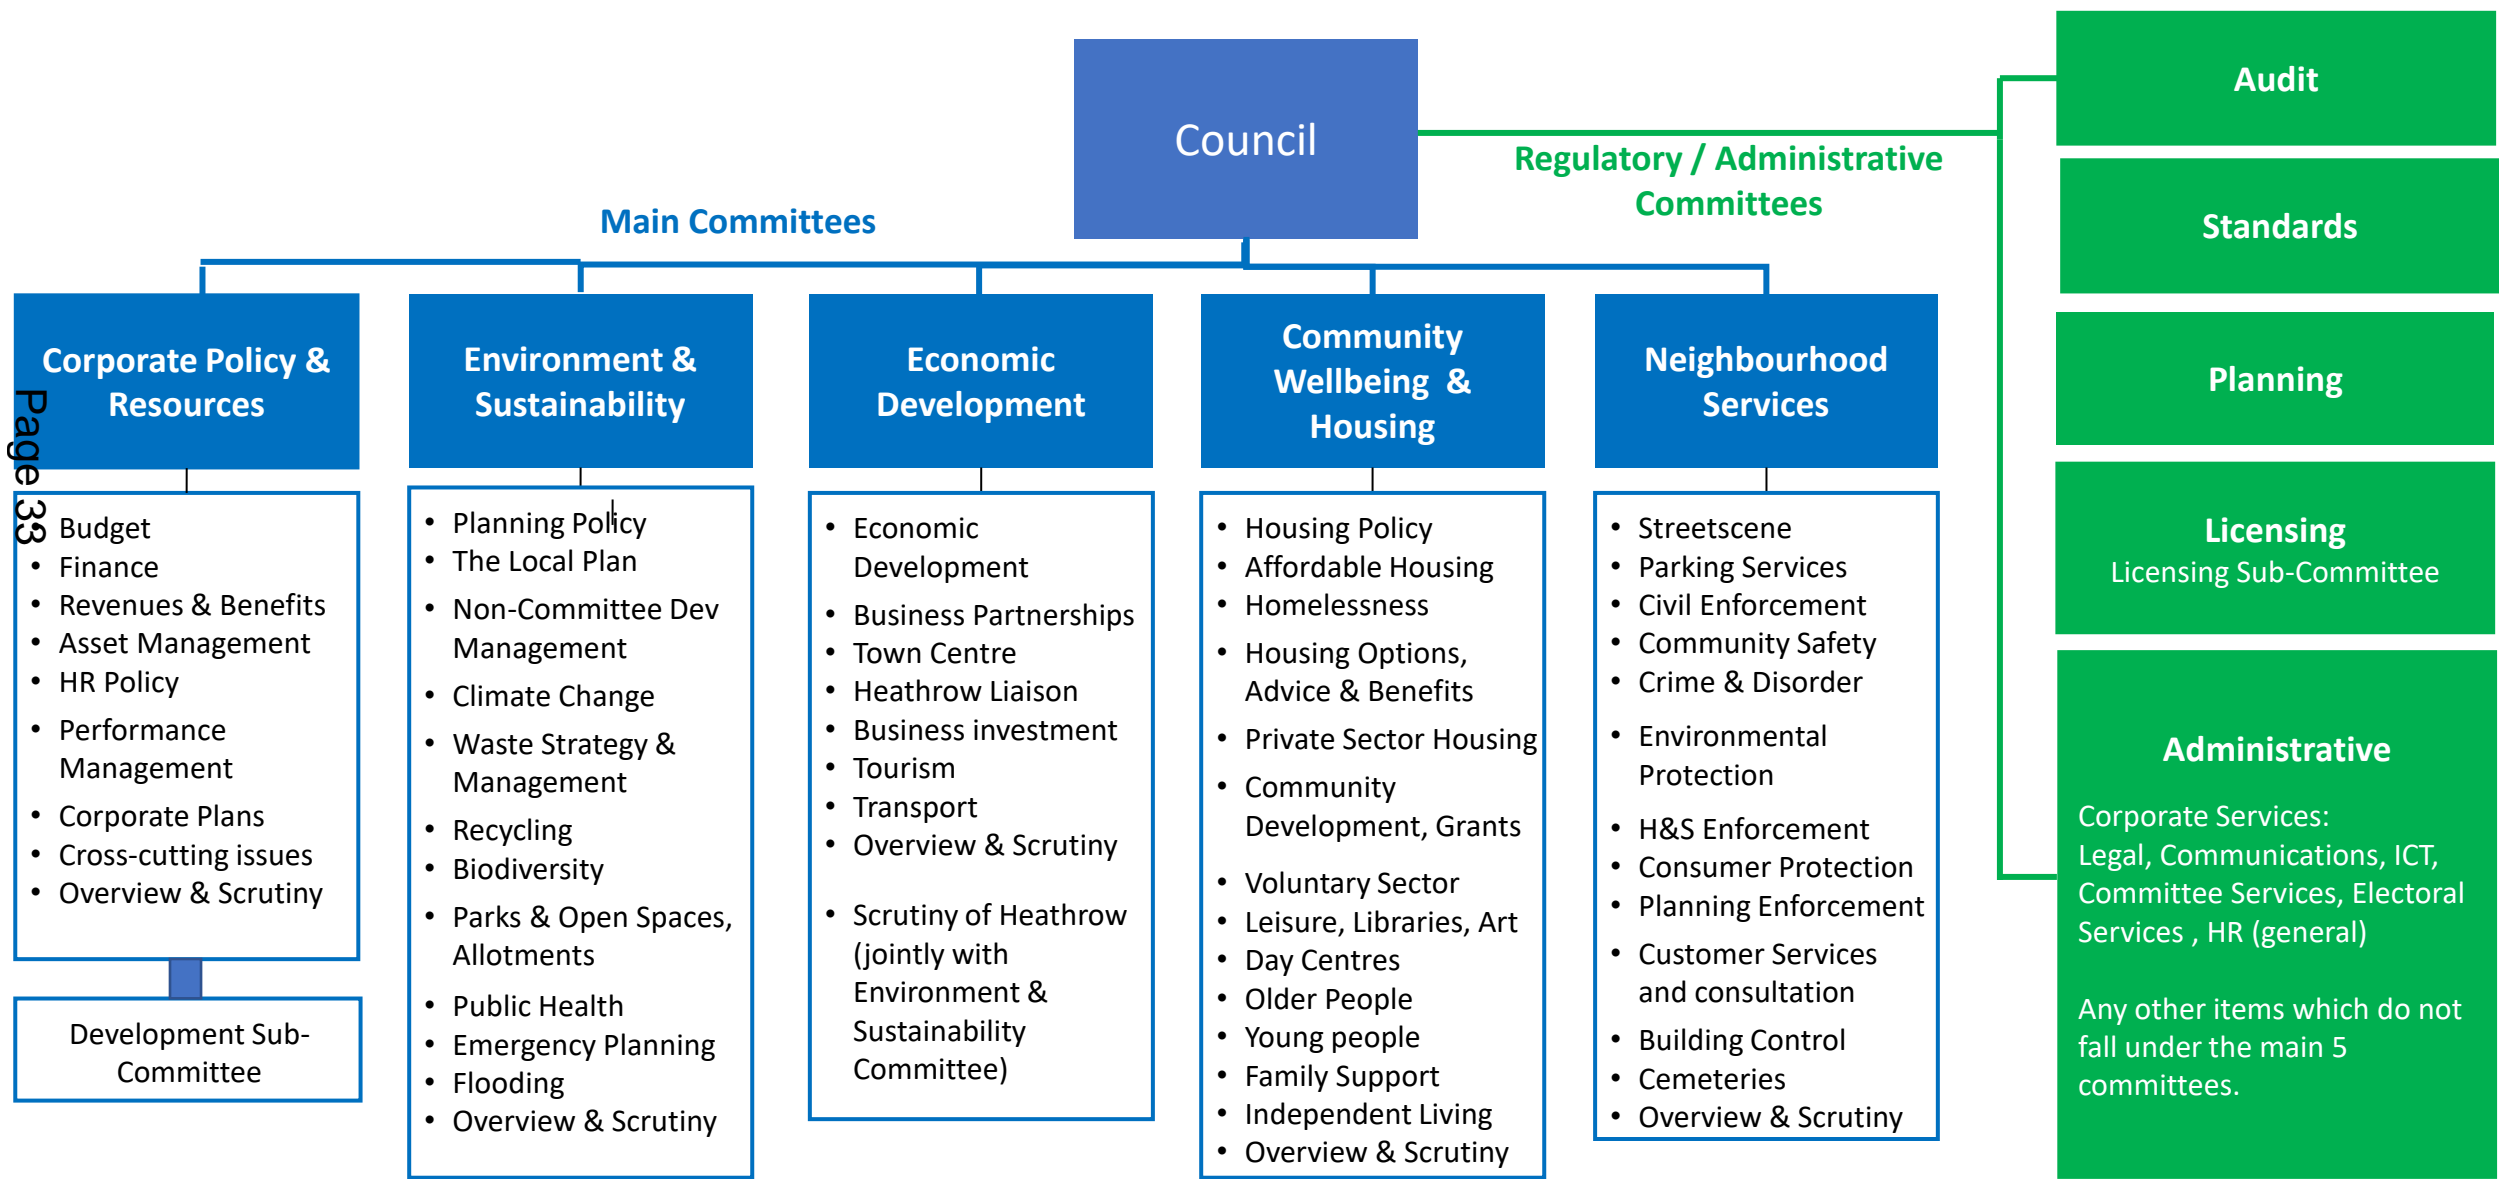 Council
Main Committees
Regulatory / Administrative
Committees
Corporate Policy &
Resources
• Budget
• Finance
• Revenues & Benefits
• Asset Management
• HR Policy
• Performance
Management
• Corporate Plans
• Cross-cutting issues
• Overview & Scrutiny
Development Sub-
Committee
Environment &
Sustainability
• Planning Policy
• The Local Plan
• Non-Committee Dev
Management
• Climate Change
• Waste Strategy &
Management
• Recycling
• Biodiversity
• Parks & Open Spaces,
Allotments
• Public Health
• Emergency Planning
• Flooding
• Overview & Scrutiny
Economic
Development
• Economic
Development
• Business Partnerships
• Town Centre
• Heathrow Liaison
• Business investment
• Tourism
• Transport
• Overview & Scrutiny
• Scrutiny of Heathrow
(jointly with
Environment &
Sustainability
Committee)
Community
Wellbeing &
Housing
• Housing Policy
• Affordable Housing
• Homelessness
• Housing Options,
Advice & Benefits
• Private Sector Housing
• Community
Development, Grants
• Voluntary Sector
• Leisure, Libraries, Art
• Day Centres
• Older People
• Young people
• Family Support
• Independent Living
• Overview & Scrutiny
Neighbourhood
Services
• Streetscene
• Parking Services
• Civil Enforcement
• Community Safety
• Crime & Disorder
• Environmental
Protection
• H&S Enforcement
• Consumer Protection
• Planning Enforcement
• Customer Services
and consultation
• Building Control
• Cemeteries
• Overview & Scrutiny
Audit
Standards
Planning
Licensing
Licensing Sub-Committee
Administrative
Corporate Services:
Legal, Communications, ICT,
Committee Services, Electoral
Services , HR (general)
Any other items which do not
fall under the main 5
committees.
Page 33